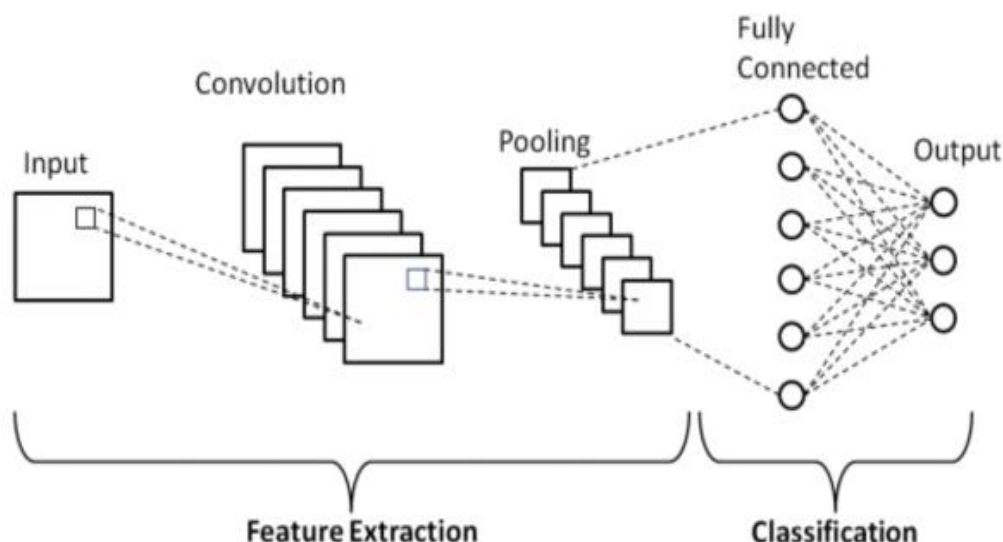 Fully
Connected
Convolution
Pooling
Output
Input
Feature Extraction
Classification